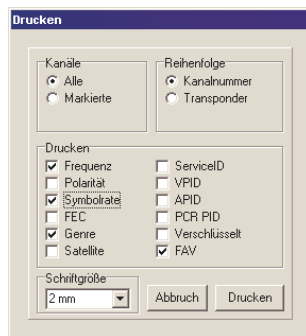 Drucken
Kanäle
Alle
Markierte
Reihenfolge
Kanalnummer
Transponder
Drucken
Frequenz
Polarität
Symbolrate
FEC
Genre
Satellite
ServiceID
VPID
APID
PCR PID
Verschlüsselt
FAV
Schriftgröße
2 mm
Abbruch
Drucken